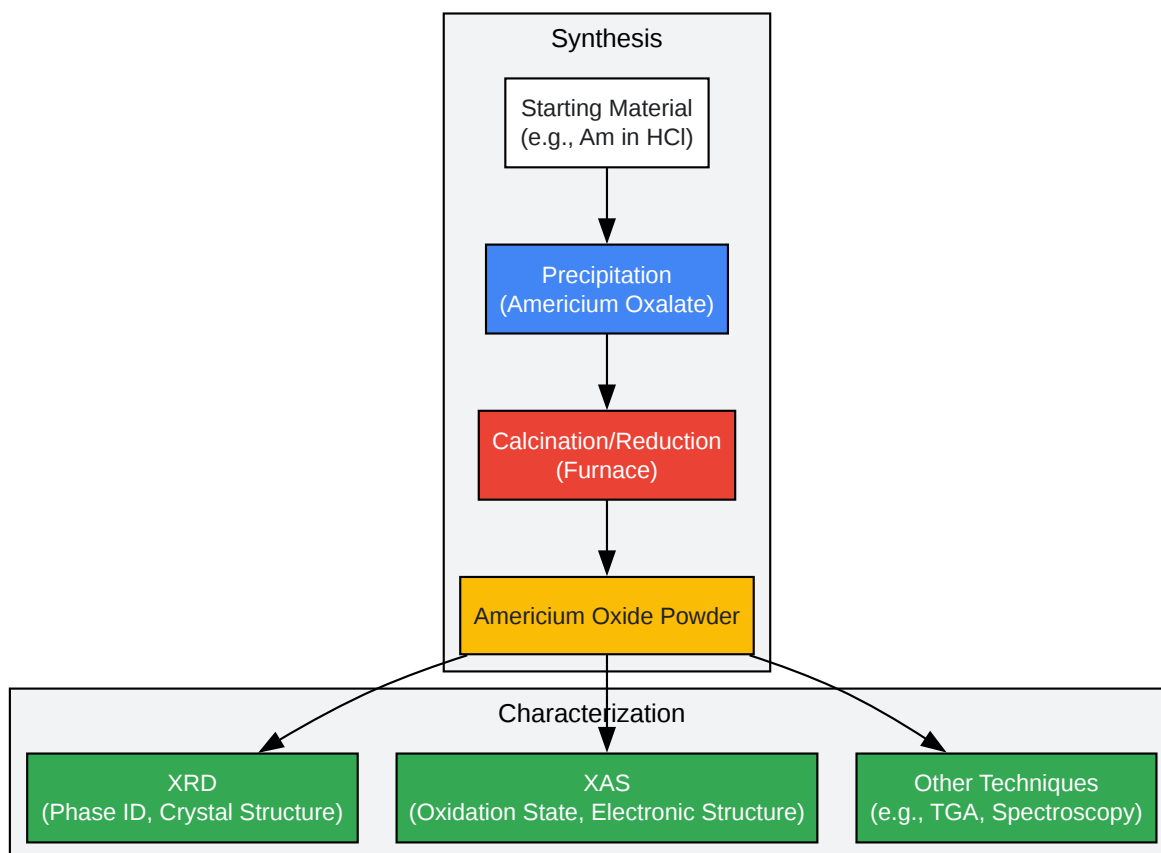 Synthesis
Starting Material
(e.g., Am in HCl)
Precipitation
(Americium Oxalate)
Calcination/Reduction
(Furnace)
Americium Oxide Powder
Characterization
XRD
(Phase ID, Crystal Structure)
XAS
(Oxidation State, Electronic Structure)
Other Techniques
(e.g., TGA, Spectroscopy)